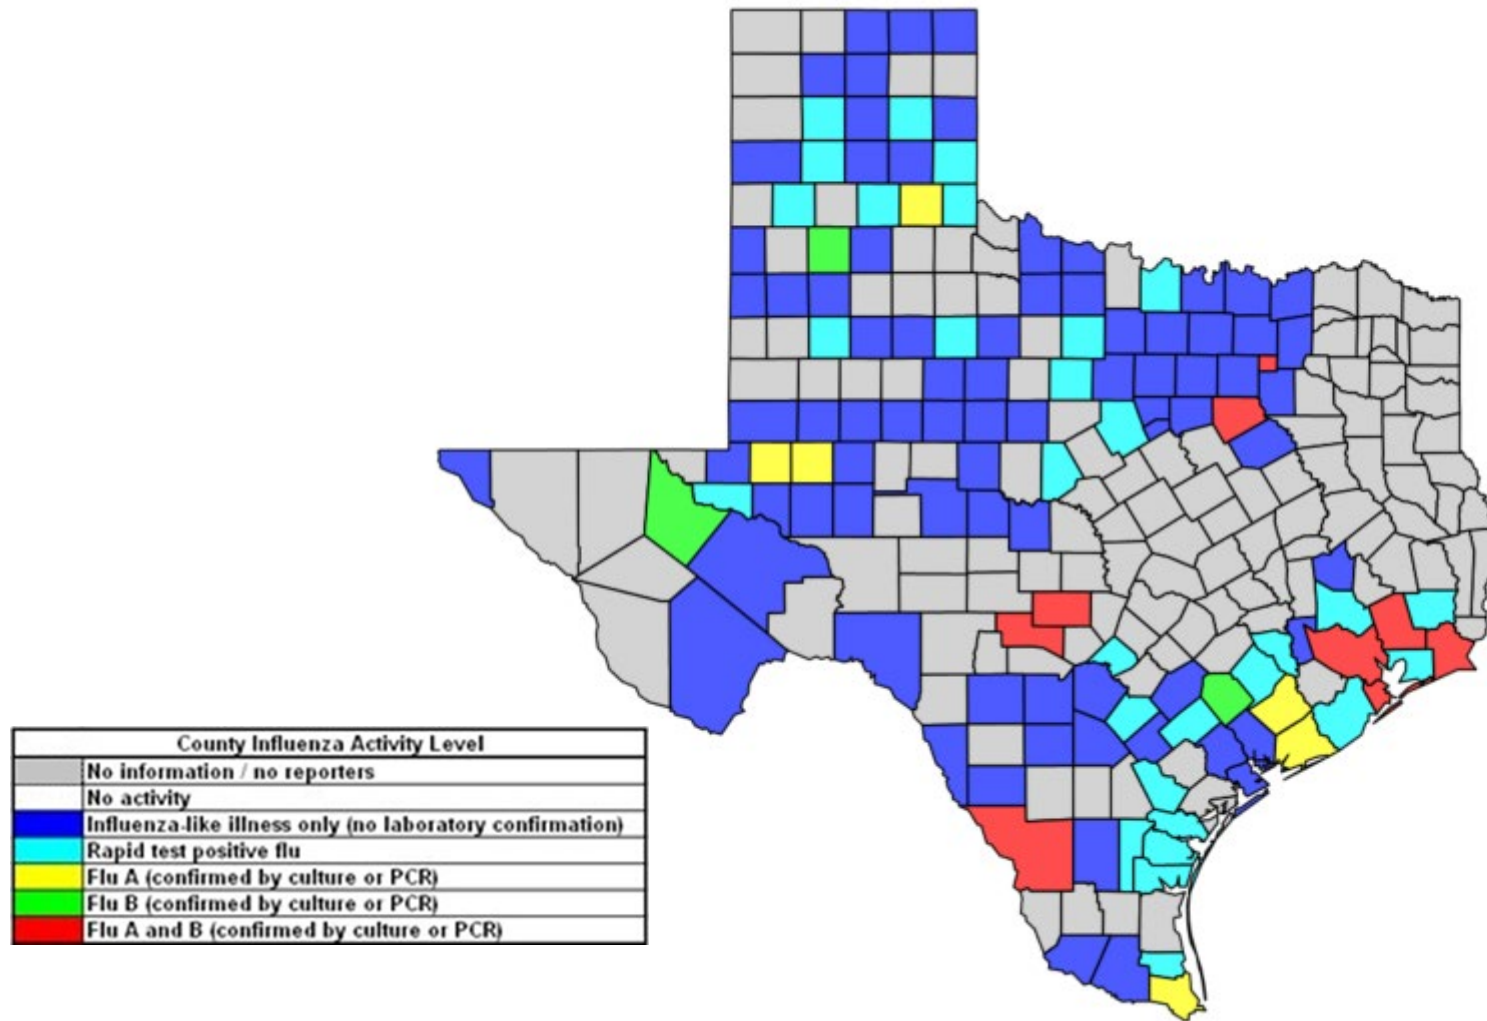 County Influenza Activity Level
No information / no reporters
No activity
Influenza-like illness only (no laboratory confirmation)
Rapid test positive flu
Flu A (confirmed by culture or PCR)
Flu B (confirmed by culture or PCR)
Flu A and B (confirmed by culture or PCR)